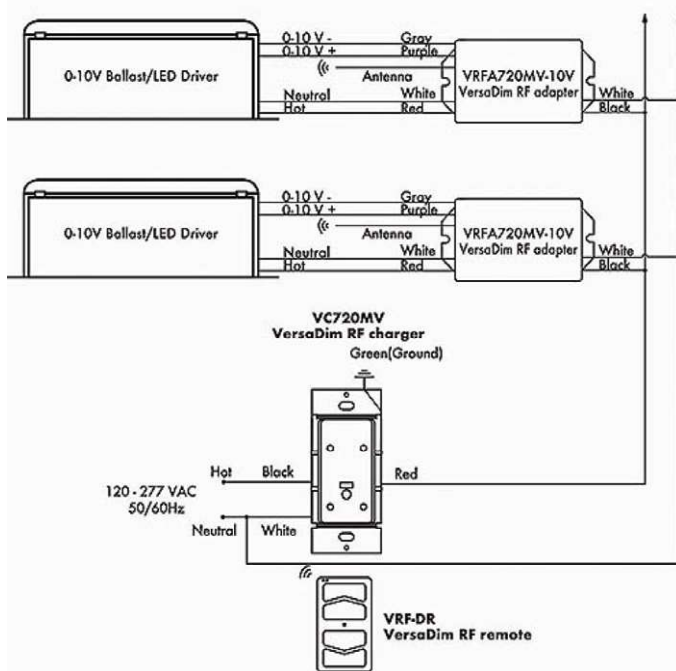 0-10 V - Gray
0-10 V + Purple
0-10V Ballast/LED Driver
Antenna
VRFA720MV-10V
VersaDim RF adapter
Neutral White
Hot Red
White
Black
0-10 V - Gray
0-10 V + Purple
0-10V Ballast/LED Driver
Antenna
VRFA720MV-10V
VersaDim RF adapter
Neutral White
Hot Red
White
Black
VC720MV
VersaDim RF charger
Green(Ground)
Hot Black
Red
120 - 277 VAC
50/60Hz
Neutral White
VRF-DR
VersaDim RF remote